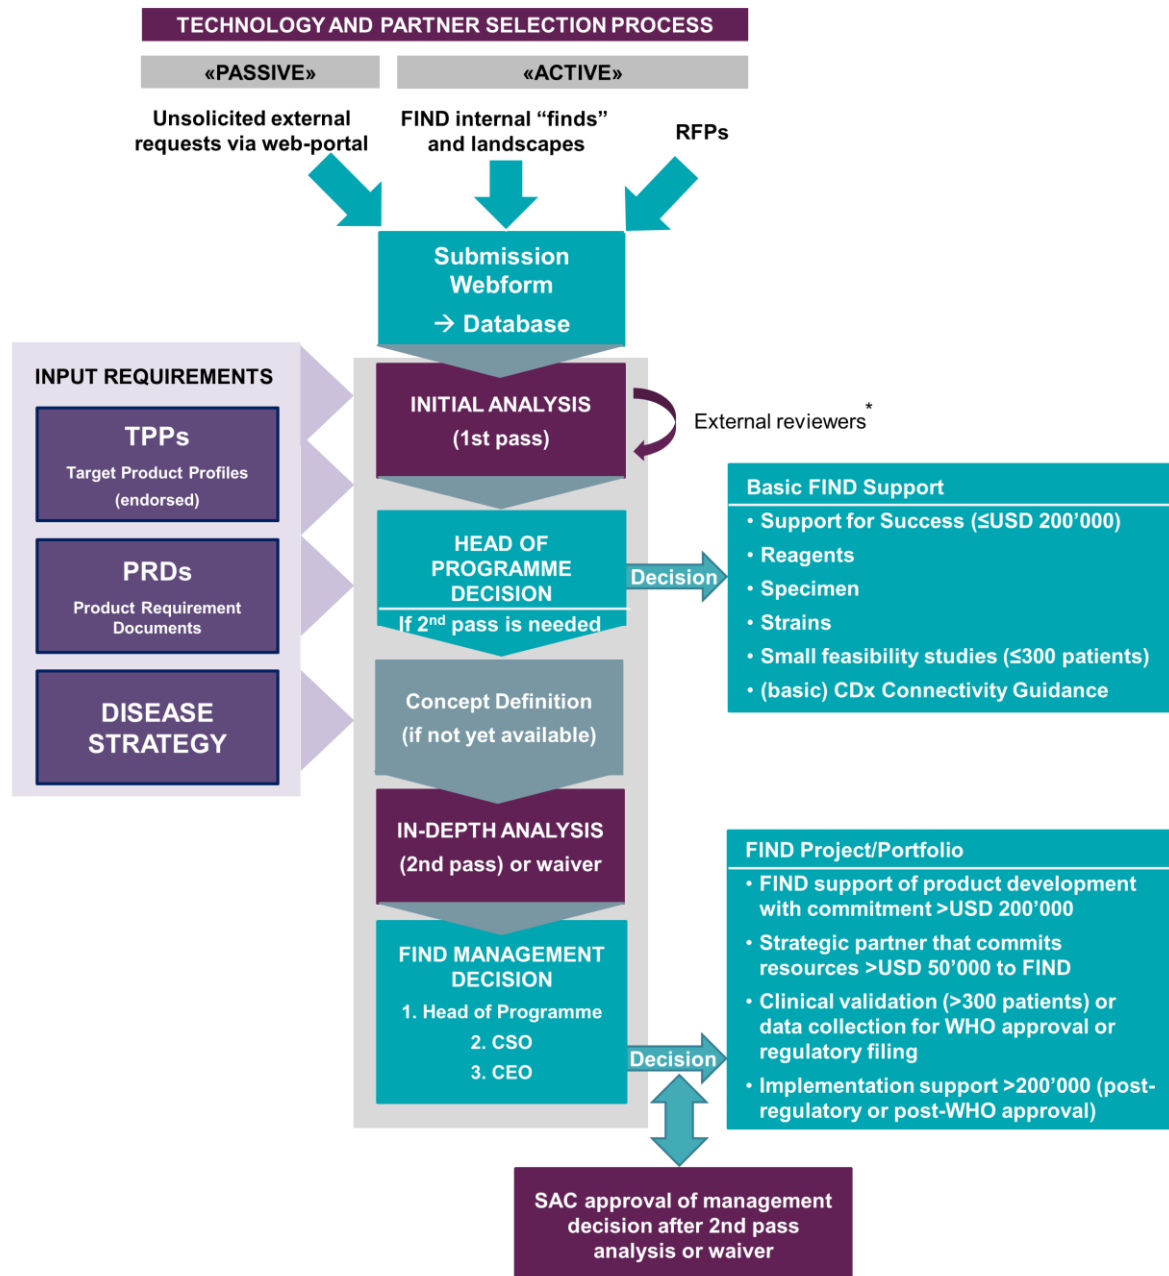 TECHNOLOGY AND PARTNER SELECTION PROCESS
«PASSIVE»
«ACTIVE»
Unsolicited external
requests via web-portal
FIND internal “finds”
and landscapes
RFPs
Submission
Webform
→ Database
INPUT REQUIREMENTS
TPPs
Target Product Profiles
(endorsed)
PRDs
Product Requirement
Documents
DISEASE
STRATEGY
INITIAL ANALYSIS
(1st pass)
External reviewers*
HEAD OF
PROGRAMME
DECISION
If 2nd pass is needed
Decision
Basic FIND Support
• Support for Success (≤USD 200’000)
• Reagents
• Specimen
• Strains
• Small feasibility studies (≤300 patients)
• (basic) CDx Connectivity Guidance
Concept Definition
(if not yet available)
IN-DEPTH ANALYSIS
(2nd pass) or waiver
FIND MANAGEMENT
DECISION
1. Head of Programme
2. CSO
3. CEO
Decision
FIND Project/Portfolio
• FIND support of product development
with commitment >USD 200’000
• Strategic partner that commits
resources >USD 50’000 to FIND
• Clinical validation (>300 patients) or
data collection for WHO approval or
regulatory filing
• Implementation support >200’000 (post-
regulatory or post-WHO approval)
SAC approval of management
decision after 2nd pass
analysis or waiver